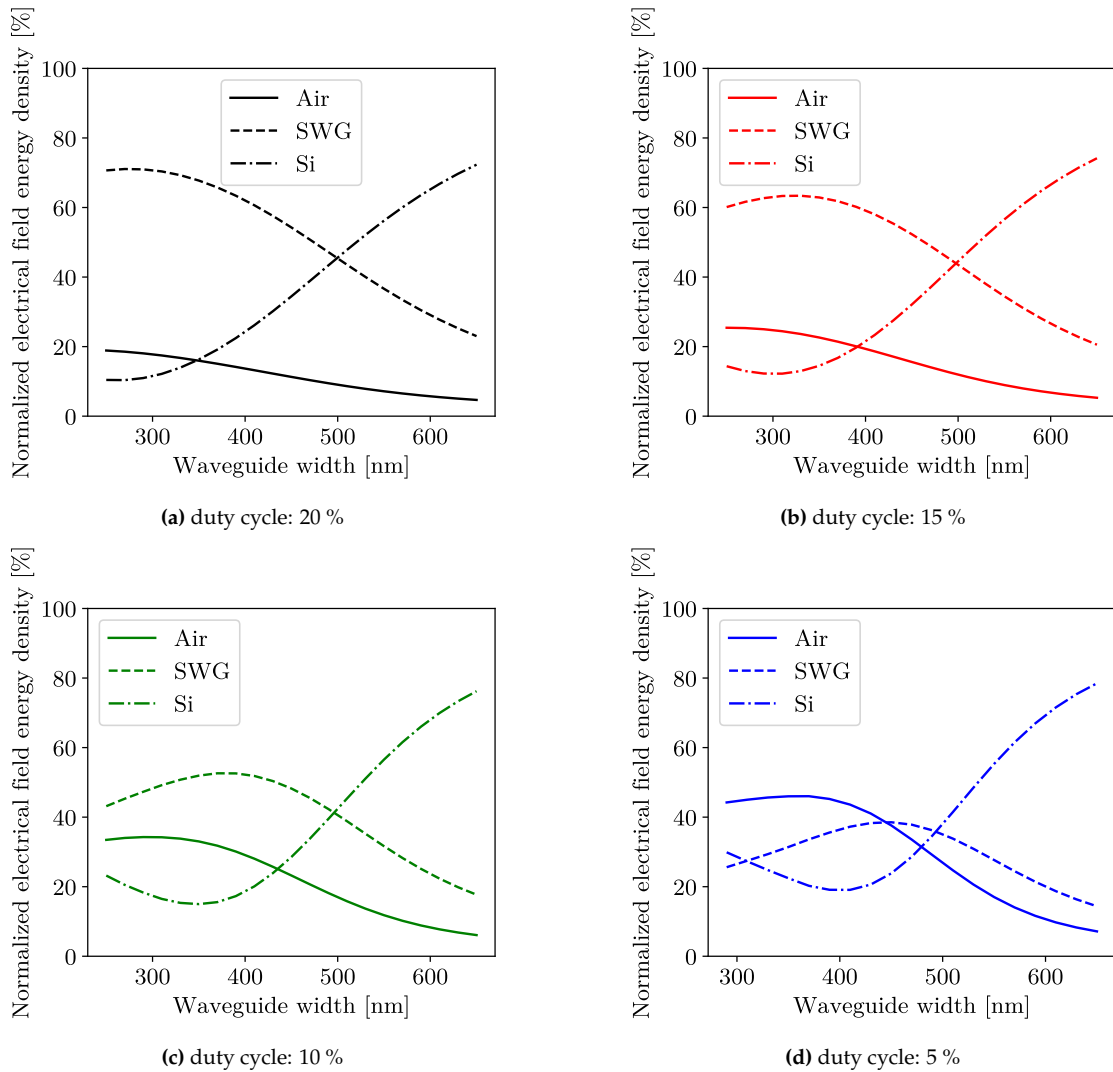 Normalized electrical field energy density [%]
100
80
60
40
20
0
Air
SWG
Si
300 400 500 600
Waveguide width [nm]
(a) duty cycle: 20 %
Normalized electrical field energy density [%]
100
80
60
40
20
0
Air
SWG
Si
300 400 500 600
Waveguide width [nm]
(b) duty cycle: 15 %
Normalized electrical field energy density [%]
100
80
60
40
20
0
Air
SWG
Si
300 400 500 600
Waveguide width [nm]
(c) duty cycle: 10 %
Normalized electrical field energy density [%]
100
80
60
40
20
0
Air
SWG
Si
300 400 500 600
Waveguide width [nm]
(d) duty cycle: 5 %